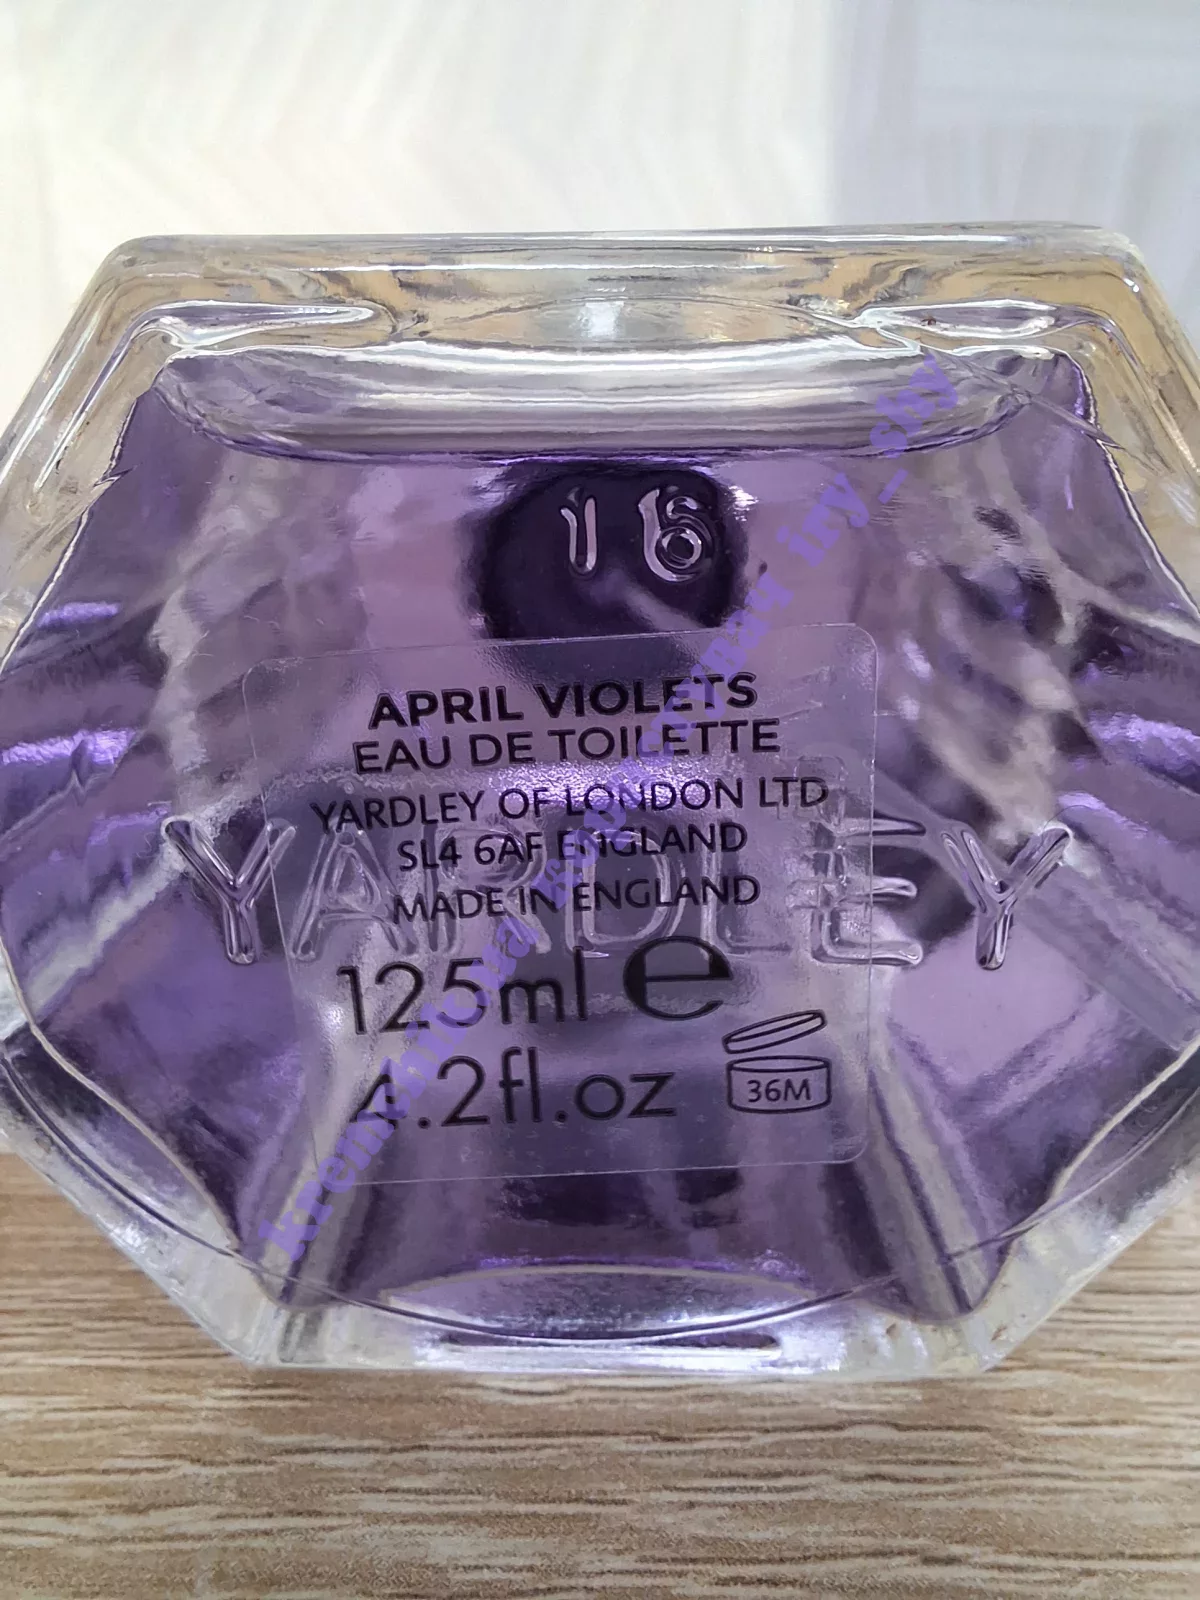 16
APRIL VIOLETS
EAU DE TOILETTE
YARDLEY OF LONDON LTD
SL4 6AF ENGLAND
MADE IN ENGLAND
YARDLEY
125ml e
4.2fl.oz
36M
iry_shy